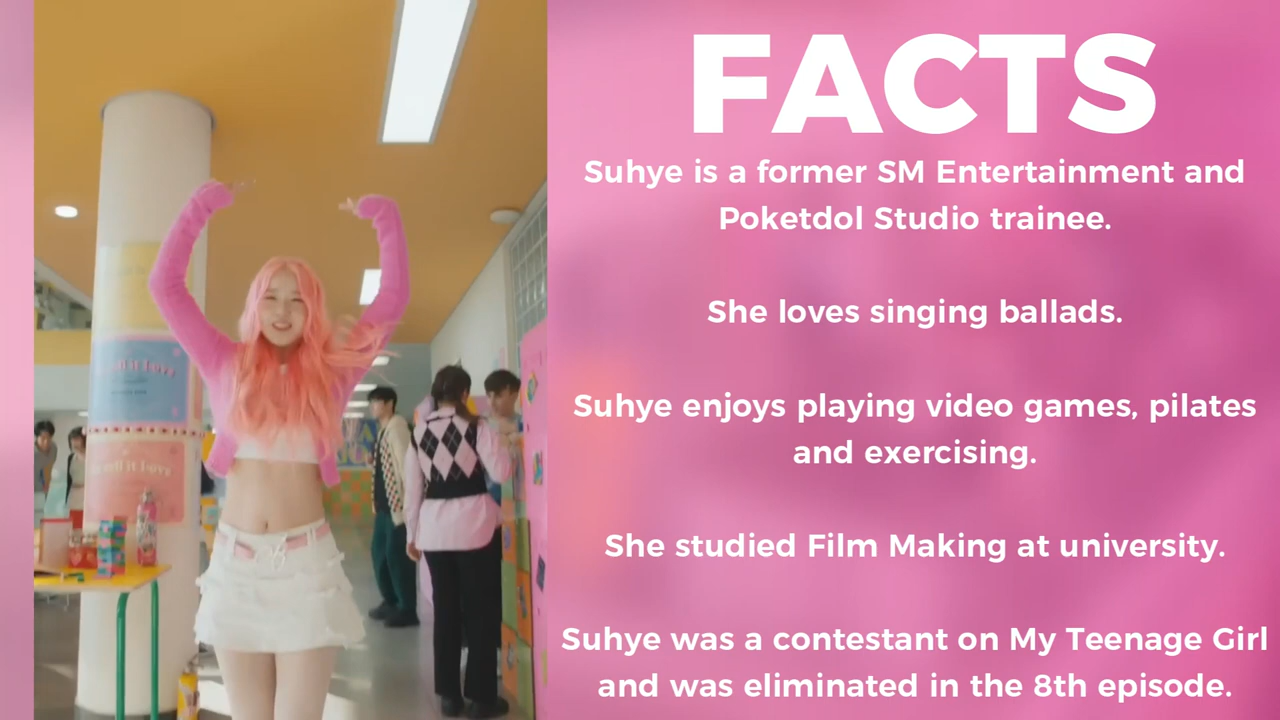 FACTS
Suhye is a former SM Entertainment and
Poketdol Studio trainee.
She loves singing ballads.
Suhye enjoys playing video games, pilates
and exercising.
She studied Film Making at university.
Suhye was a contestant on My Teenage Girl
and was eliminated in the 8th episode.